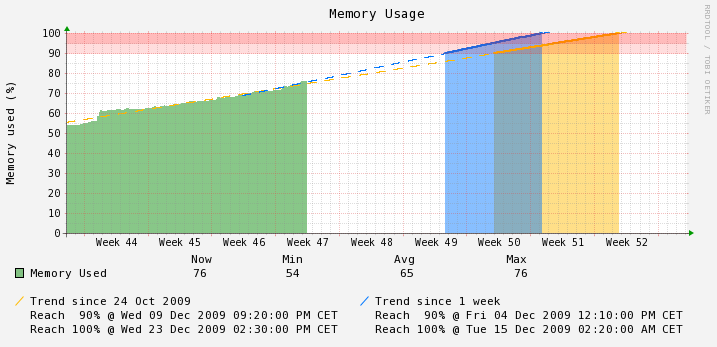 Memory Usage
RRDTOOL / TOBI OETIKER
Memory used (%)
100
90
80
70
60
50
40
30
20
10
0
Week 44 Week 45 Week 46 Week 47 Week 48 Week 49 Week 50 Week 51 Week 52
Now Min Avg Max
Memory Used 76 54 65 76
Trend since 24 Oct 2009 Trend since 1 week
Reach 90% @ Wed 09 Dec 2009 09:20:00 PM CET Reach 90% @ Fri 04 Dec 2009 12:10:00 PM CET
Reach 100% @ Wed 23 Dec 2009 02:30:00 PM CET Reach 100% @ Tue 15 Dec 2009 02:20:00 AM CET